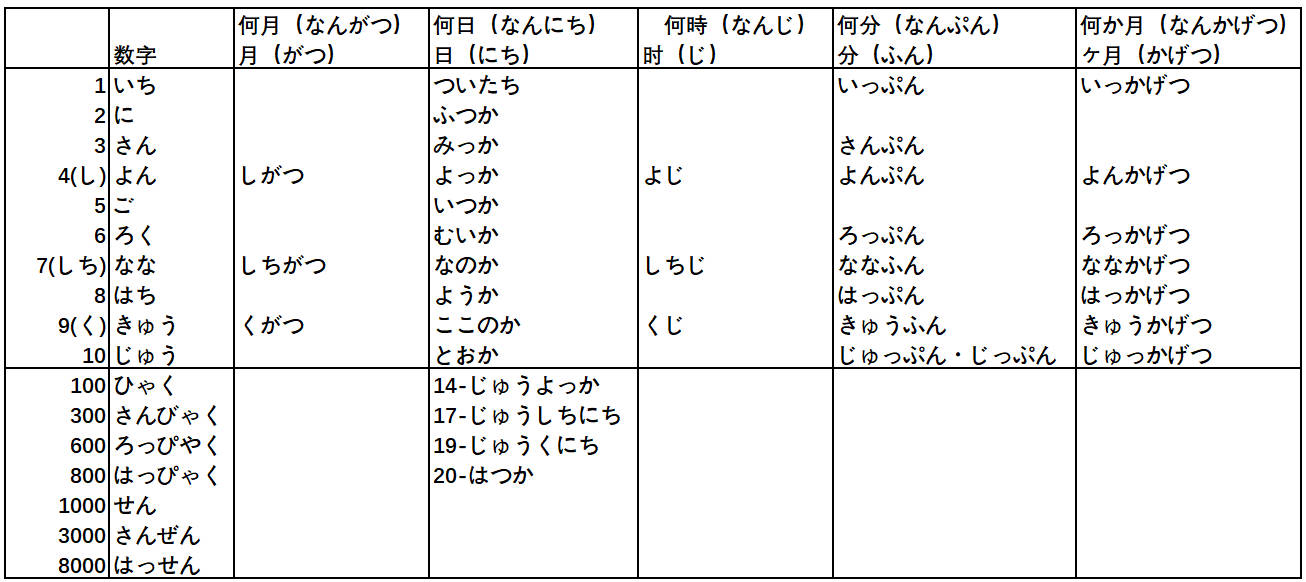 何月（なんがつ） 何日（なんにち） 何時（なんじ） 何分（なんぷん） 何か月（なんかげつ）
数字 月（がつ） 日（にち） 时（じ） 分（ふん） ケ月（かげつ）
1 いち ついたち いっぷん いっかげつ
2 に ふつか
3 さん みっか さんぷん
4(し) よん しがつ よっか よじ よんぷん よんかげつ
5 ご いつか
6 ろく むいか ろっぷん ろっかげつ
7(しち) なな しちがつ なのか しちじ ななふん ななかげつ
8 はち ようか はっぷん はっかげつ
9(く) きゅう くがつ ここのか くじ きゅうふん きゅうかげつ
10 じゅう とおか じゅっぷん・じっぷん じゅっかげつ
100 ひゃく 14-じゅうよっか
300 さんびゃく 17-じゅうしちにち
600 ろっぴやく 19-じゅうくにち
800 はっぴゃく 20-はつか
1000 せん
3000 さんぜん
8000 はっせん